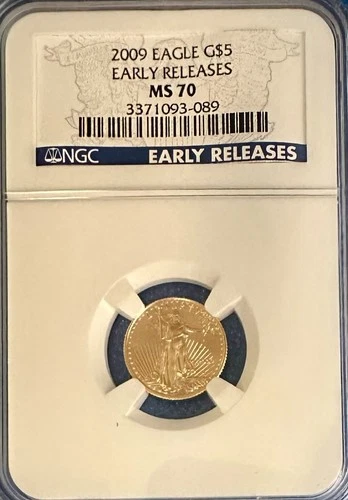 2009 EAGLE G$5
EARLY RELEASES
MS 70
3371093-089
NGC EARLY RELEASES